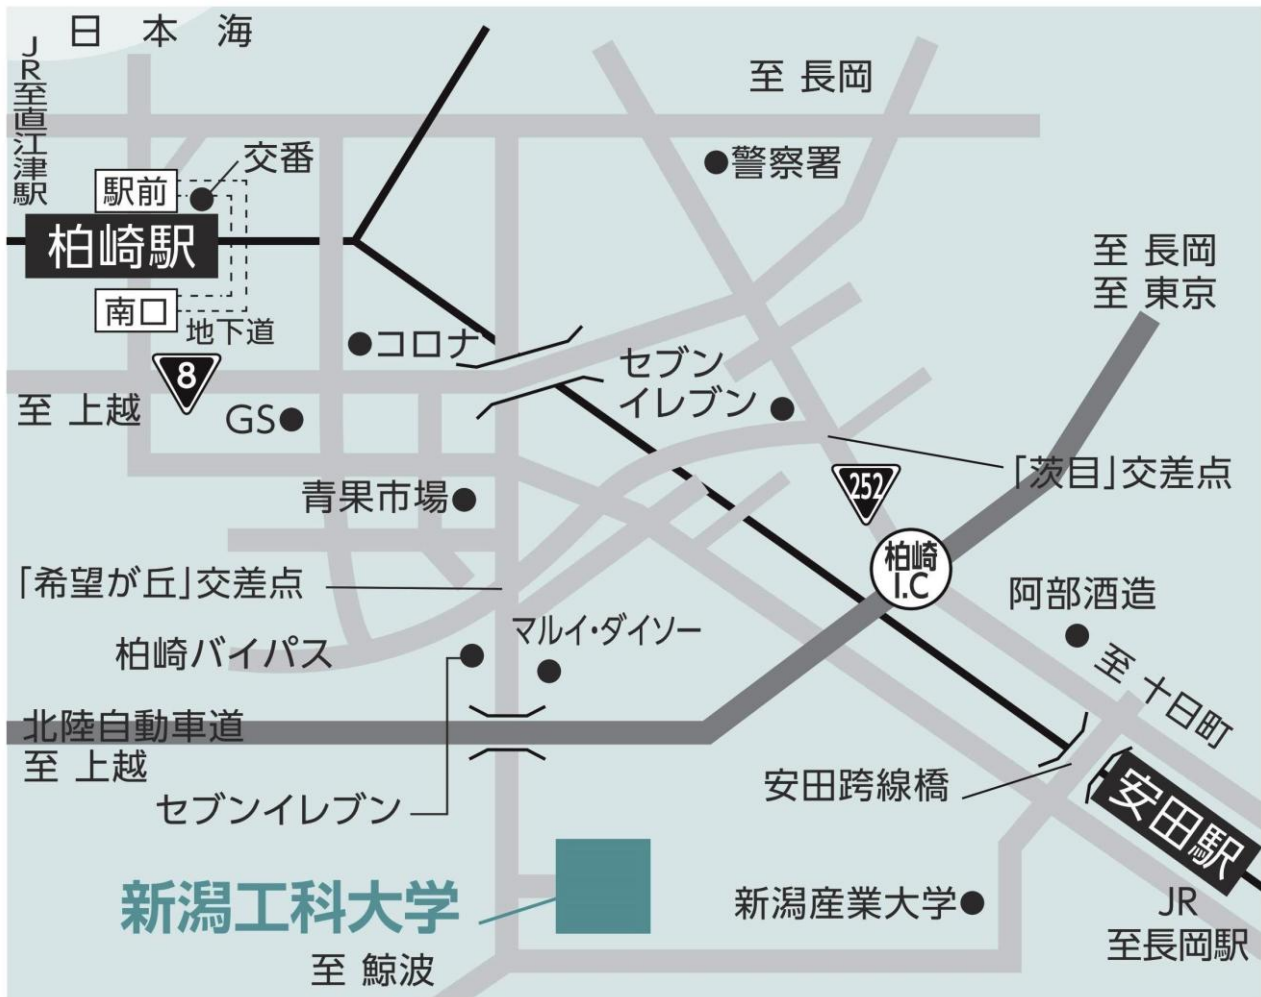 日本海
JR至直江津駅
至 長岡
交番
警察署
駅前
柏崎駅
南口
地下道
至 長岡
至 東京
コロナ
セブン
イレブン
8
至 上越
GS
青果市場
252
「茨目」交差点
柏崎
I.C
「希望が丘」交差点
阿部酒造
マルイ・ダイソー
柏崎バイパス
至 十日町
北陸自動車道
至 上越
セブンイレブン
安田跨線橋
安田駅
新潟工科大学
新潟産業大学
JR
至長岡駅
至 鯨波